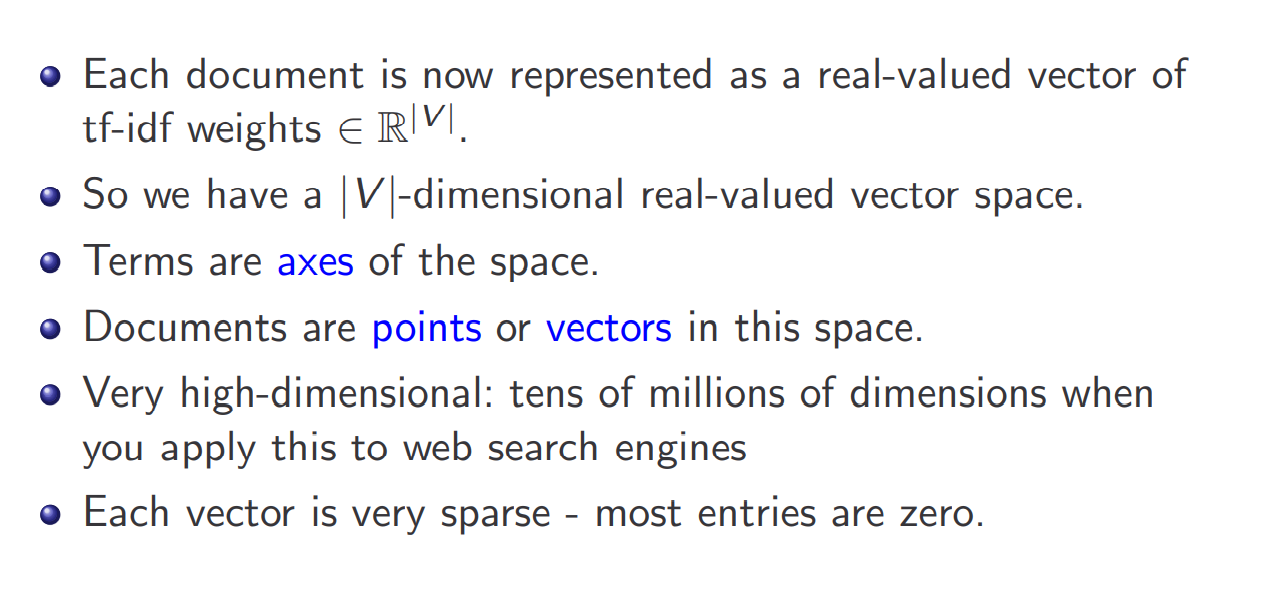 • Each document is now represented as a real-valued vector of
tf-idf weights ∈ ℝ^|V|.
• So we have a |V|-dimensional real-valued vector space.
• Terms are axes of the space.
• Documents are points or vectors in this space.
• Very high-dimensional: tens of millions of dimensions when
you apply this to web search engines
• Each vector is very sparse - most entries are zero.